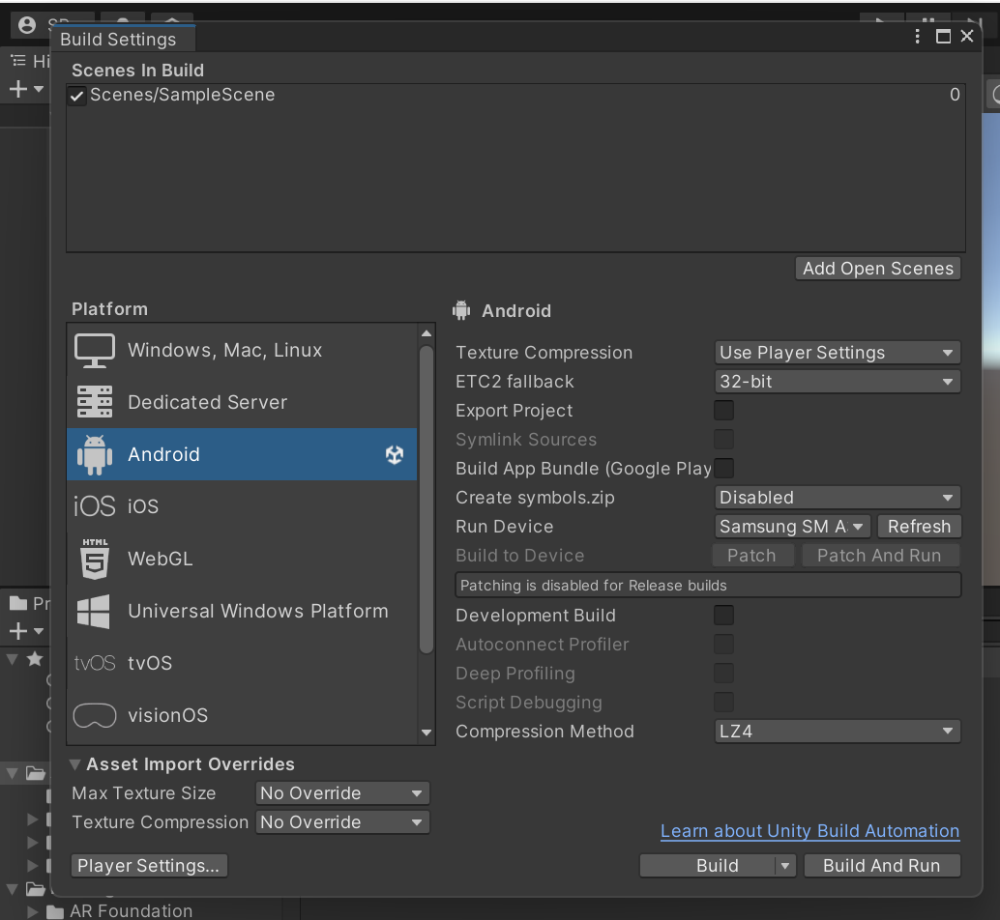 Build Settings
Hi
Scenes In Build
Scenes/SampleScene 0
Add Open Scenes
Platform
Windows, Mac, Linux
Dedicated Server
Android
iOS iOS
HTML 5 WebGL
Universal Windows Platform
tvOS tvOS
visionOS
Android
Texture Compression Use Player Settings
ETC2 fallback 32-bit
Export Project
Symlink Sources
Build App Bundle (Google Play
Create symbols.zip Disabled
Run Device Samsung SM A Refresh
Build to Device Patch Patch And Run
Patching is disabled for Release builds
Development Build
Autoconnect Profiler
Deep Profiling
Script Debugging
Compression Method LZ4
Pr
Asset Import Overrides
Max Texture Size No Override
Texture Compression No Override
Learn about Unity Build Automation
Player Settings... Build Build And Run
AR Foundation